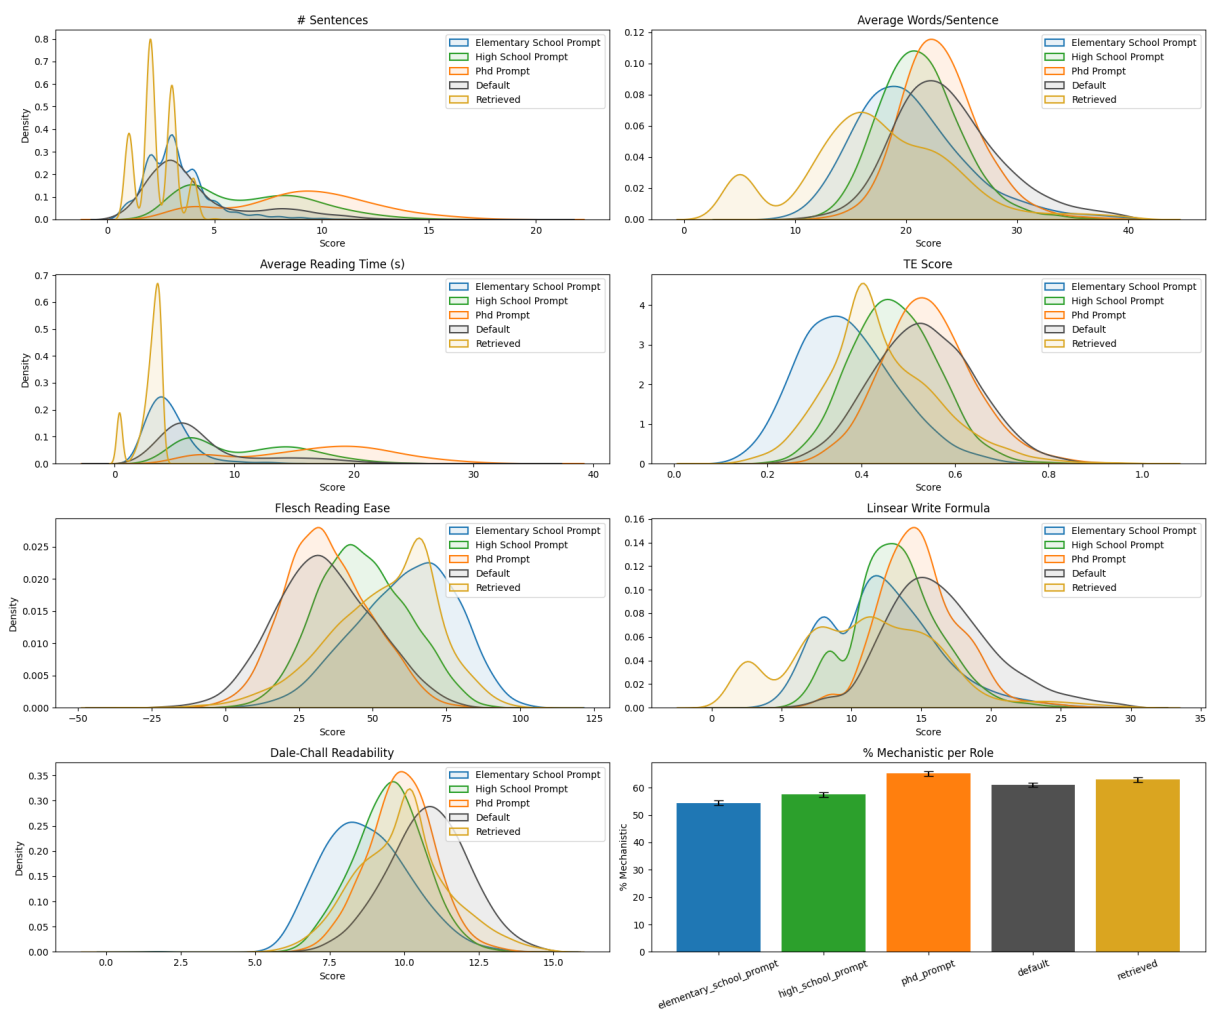 # Sentences
0.8
0.7
0.6
0.5
0.4
0.3
0.2
0.1
0.0
Density
0 5 10 15 20
Score
Elementary School Prompt
High School Prompt
Phd Prompt
Default
Retrieved
Average Words/Sentence
0.12
0.10
0.08
0.06
0.04
0.02
0.00
0 10 20 30 40
Score
Elementary School Prompt
High School Prompt
Phd Prompt
Default
Retrieved
Average Reading Time (s)
0.7
0.6
0.5
0.4
0.3
0.2
0.1
0.0
Density
0 10 20 30 40
Score
Elementary School Prompt
High School Prompt
Phd Prompt
Default
Retrieved
TE Score
4
3
2
1
0
0.0 0.2 0.4 0.6 0.8 1.0
Score
Elementary School Prompt
High School Prompt
Phd Prompt
Default
Retrieved
Flesch Reading Ease
0.025
0.020
0.015
0.010
0.005
0.000
Density
−50 −25 0 25 50 75 100 125
Score
Elementary School Prompt
High School Prompt
Phd Prompt
Default
Retrieved
Linsear Write Formula
0.16
0.14
0.12
0.10
0.08
0.06
0.04
0.02
0.00
0 5 10 15 20 25 30 35
Score
Elementary School Prompt
High School Prompt
Phd Prompt
Default
Retrieved
Dale-Chall Readability
0.35
0.30
0.25
0.20
0.15
0.10
0.05
0.00
Density
0.0 2.5 5.0 7.5 10.0 12.5 15.0
Score
Elementary School Prompt
High School Prompt
Phd Prompt
Default
Retrieved
% Mechanistic per Role
60
50
40
30
20
10
0
% Mechanistic
elementary_school_prompt
high_school_prompt
phd_prompt
default
retrieved